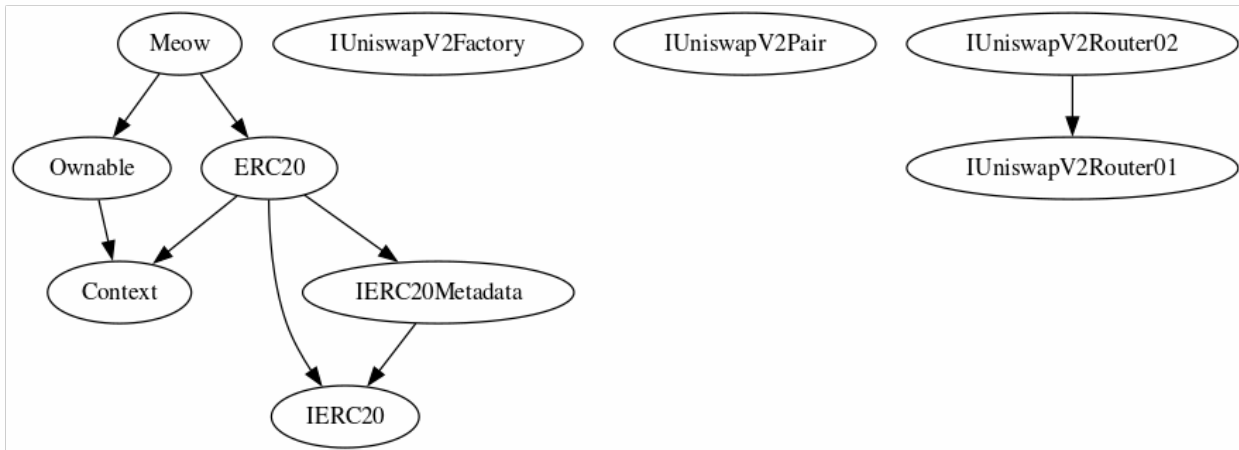 Meow
IUniswapV2Factory
IUniswapV2Pair
IUniswapV2Router02
Ownable
ERC20
IUniswapV2Router01
Context
IERC20Metadata
IERC20